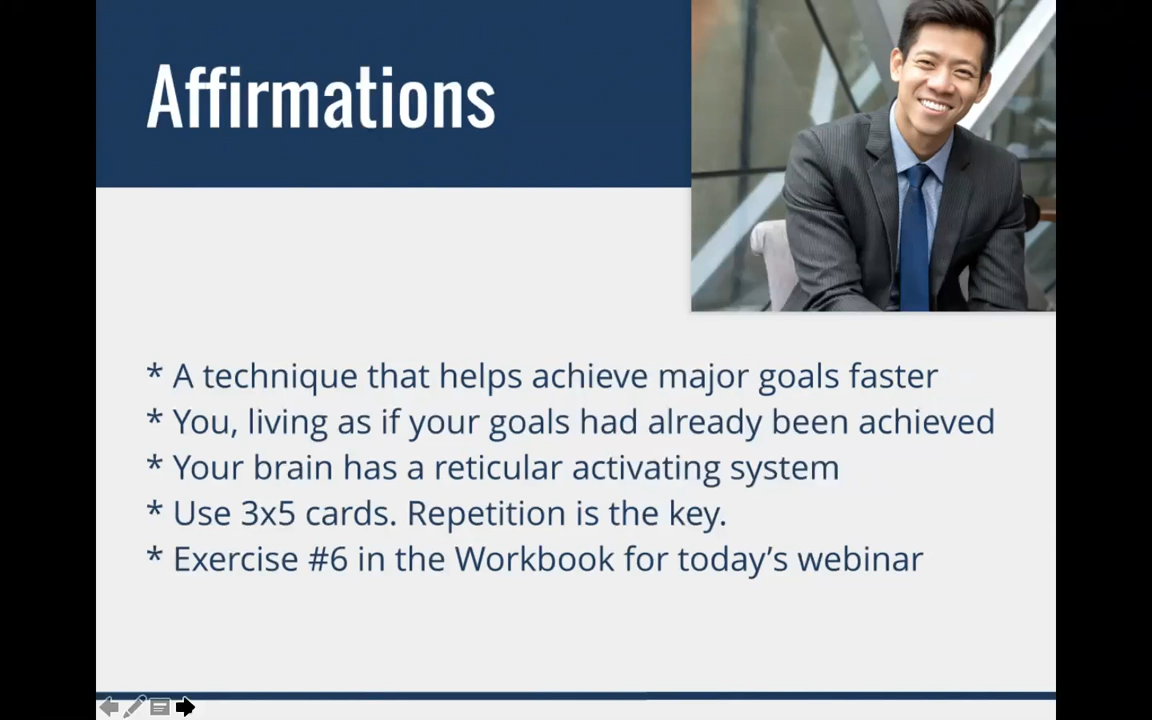 Affirmations
* A technique that helps achieve major goals faster
* You, living as if your goals had already been achieved
* Your brain has a reticular activating system
* Use 3x5 cards. Repetition is the key.
* Exercise #6 in the Workbook for today’s webinar